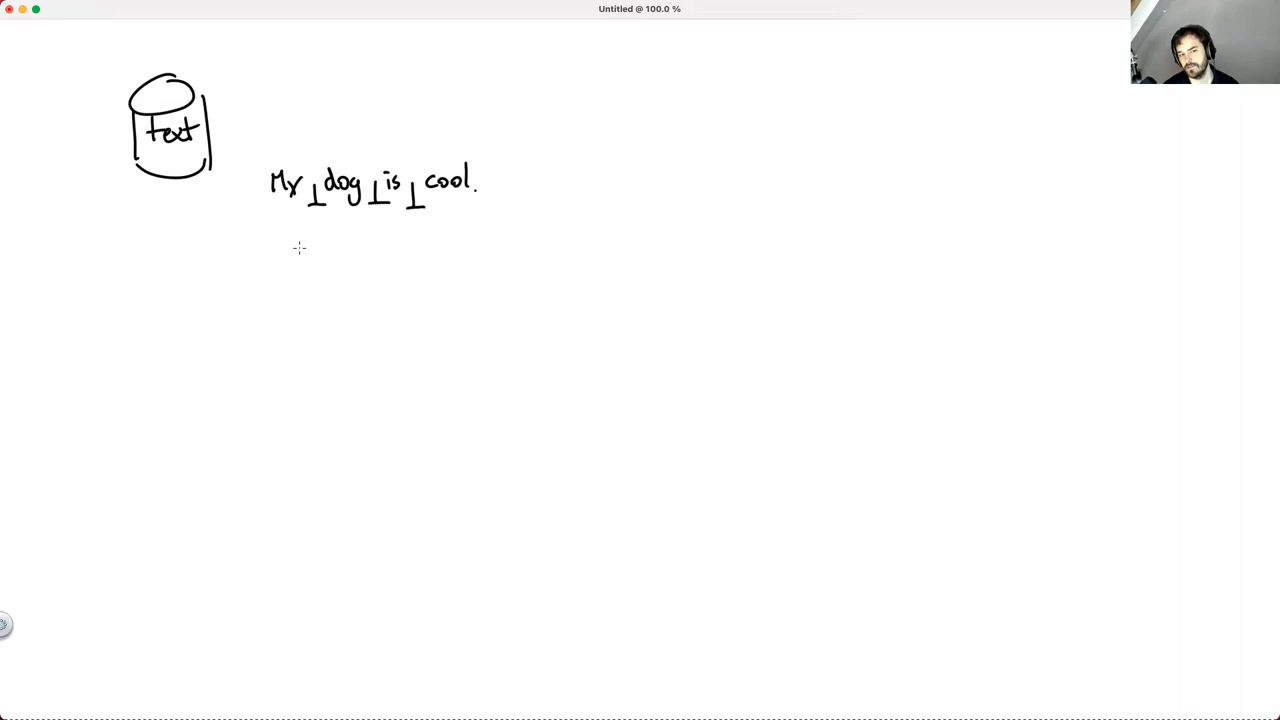 Untitled @ 100.0 %
text
My ⊥ dog ⊥ is ⊥ cool.